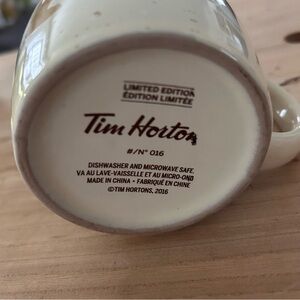 LIMITED EDITION
ÉDITION LIMITÉE
Tim Hortons
#/N° 016
DISHWASHER AND MICROWAVE SAFE.
VA AU LAVE-VAISSELLE ET AU MICRO-OND
MADE IN CHINA • FABRIQUÉ EN CHINE
©TIM HORTONS, 2016